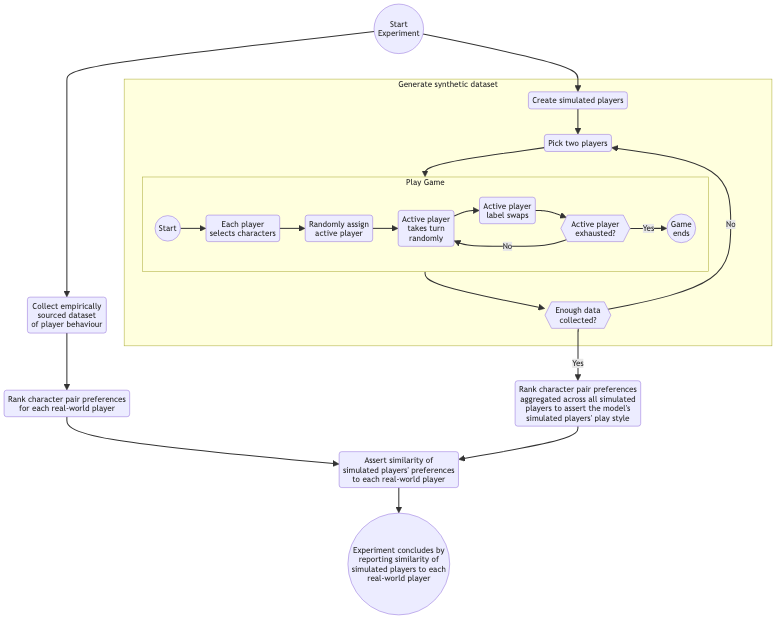 Start
Experiment
Generate synthetic dataset
Create simulated players
Pick two players
Play Game
Start
Each player
selects characters
Randomly assign
active player
Active player
takes turn
randomly
Active player
label swaps
Active player
exhausted?
Yes
Game
ends
No
No
Collect empirically
sourced dataset
of player behaviour
Enough data
collected?
Yes
Rank character pair preferences
for each real-world player
Rank character pair preferences
aggregated across all simulated
players to assert the model's
simulated players' play style
Assert similarity of
simulated players' preferences
to each real-world player
Experiment concludes by
reporting similarity of
simulated players to each
real-world player